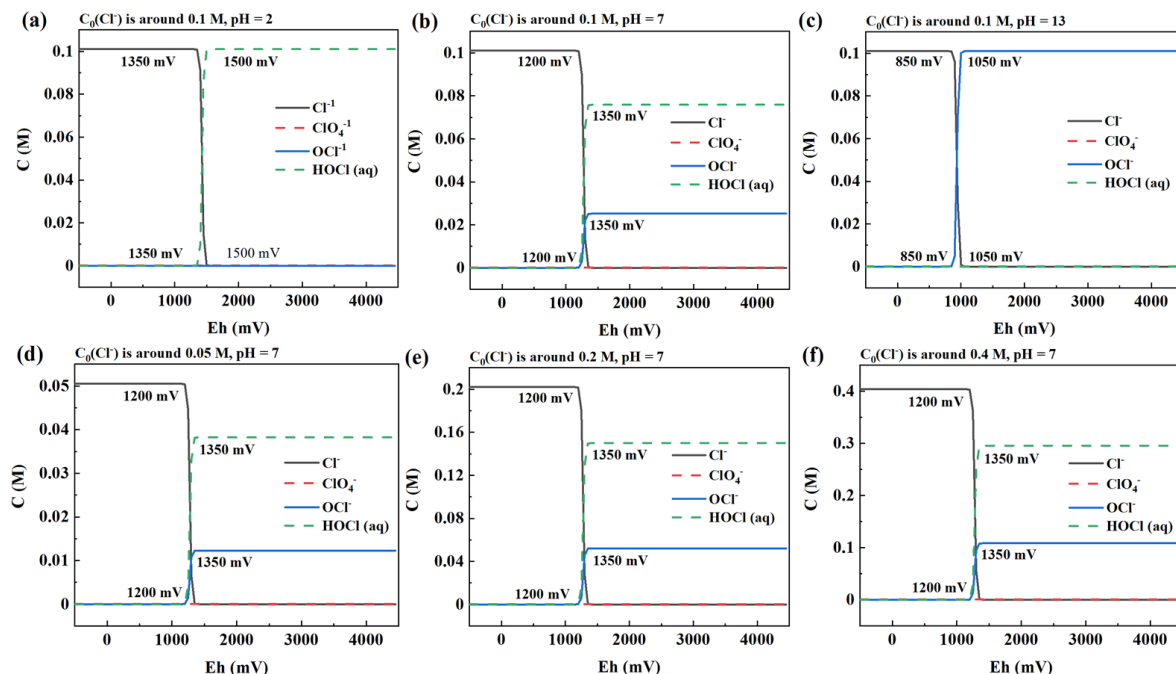 (a)
C₀(Cl⁻) is around 0.1 M, pH = 2
0.1
0.08
0.06
0.04
0.02
0
C (M)
1350 mV
1500 mV
Cl⁻¹
ClO₄⁻¹
OCl⁻¹
HOCl (aq)
1350 mV
1500 mV
0 1000 2000 3000 4000
Eh (mV)
(b)
C₀(Cl⁻) is around 0.1 M, pH = 7
0.1
0.08
0.06
0.04
0.02
0
C (M)
1200 mV
1350 mV
Cl⁻
ClO₄⁻
OCl⁻
HOCl (aq)
1350 mV
1200 mV
0 1000 2000 3000 4000
Eh (mV)
(c)
C₀(Cl⁻) is around 0.1 M, pH = 13
0.1
0.08
0.06
0.04
0.02
0
C (M)
850 mV
1050 mV
Cl⁻
ClO₄⁻
OCl⁻
HOCl (aq)
850 mV
1050 mV
0 1000 2000 3000 4000
Eh (mV)
(d)
C₀(Cl⁻) is around 0.05 M, pH = 7
0.05
0.04
0.03
0.02
0.01
0
C (M)
1200 mV
1350 mV
Cl⁻
ClO₄⁻
OCl⁻
HOCl (aq)
1350 mV
1200 mV
0 1000 2000 3000 4000
Eh (mV)
(e)
C₀(Cl⁻) is around 0.2 M, pH = 7
0.2
0.16
0.12
0.08
0.04
0
C (M)
1200 mV
1350 mV
Cl⁻
ClO₄⁻
OCl⁻
HOCl (aq)
1350 mV
1200 mV
0 1000 2000 3000 4000
Eh (mV)
(f)
C₀(Cl⁻) is around 0.4 M, pH = 7
0.4
0.3
0.2
0.1
0
C (M)
1200 mV
1350 mV
Cl⁻
ClO₄⁻
OCl⁻
HOCl (aq)
1350 mV
1200 mV
0 1000 2000 3000 4000
Eh (mV)